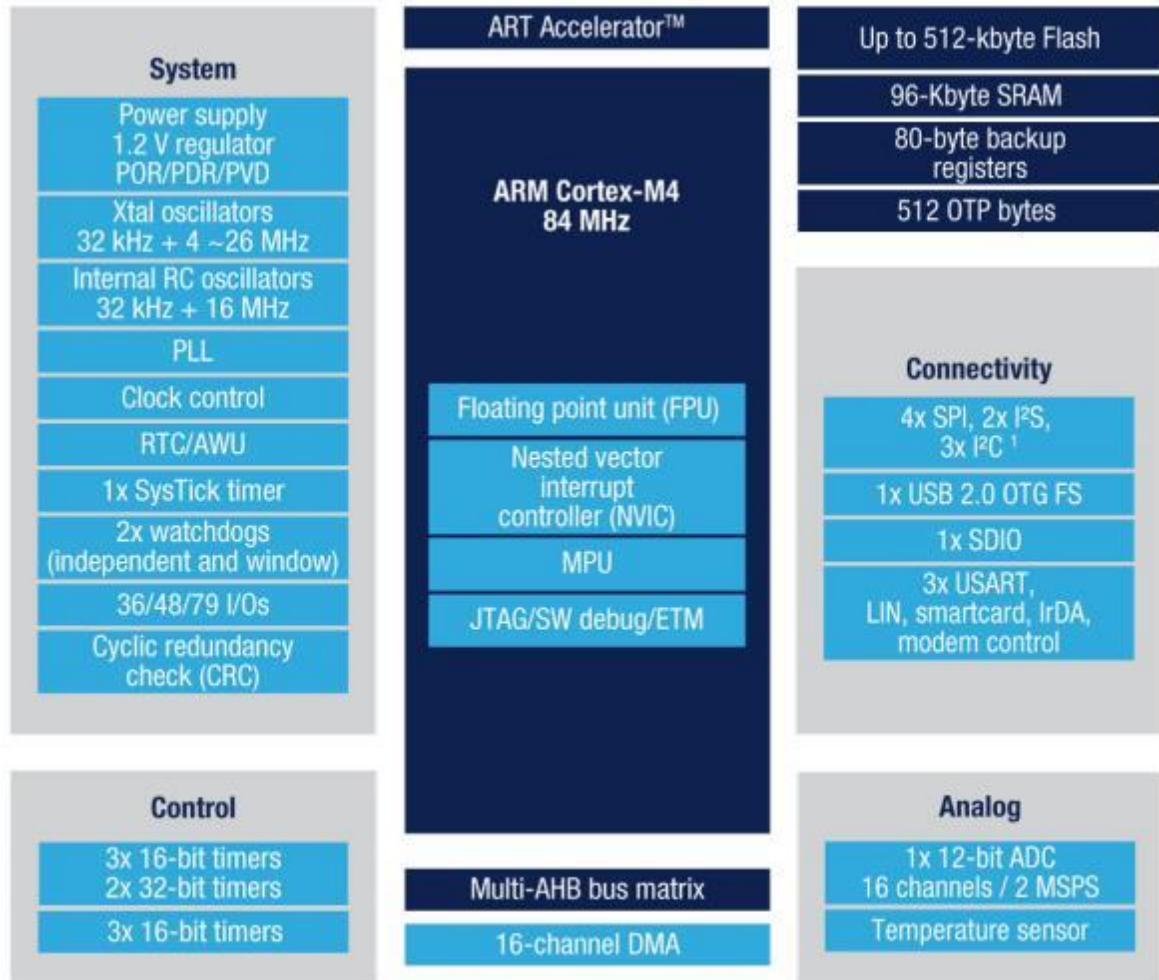 System
Power supply
1.2 V regulator
POR/PDR/PVD
Xtal oscillators
32 kHz + 4 ~26 MHz
Internal RC oscillators
32 kHz + 16 MHz
PLL
Clock control
RTC/AWU
1x SysTick timer
2x watchdogs
(independent and window)
36/48/79 I/Os
Cyclic redundancy
check (CRC)
Control
3x 16-bit timers
2x 32-bit timers
3x 16-bit timers
ART Accelerator™
ARM Cortex-M4
84 MHz
Floating point unit (FPU)
Nested vector
interrupt
controller (NVIC)
MPU
JTAG/SW debug/ETM
Multi-AHB bus matrix
16-channel DMA
Up to 512-kbyte Flash
96-Kbyte SRAM
80-byte backup
registers
512 OTP bytes
Connectivity
4x SPI, 2x I²S,
3x I²C ¹
1x USB 2.0 OTG FS
1x SDIO
3x USART,
LIN, smartcard, IrDA,
modem control
Analog
1x 12-bit ADC
16 channels / 2 MSPS
Temperature sensor